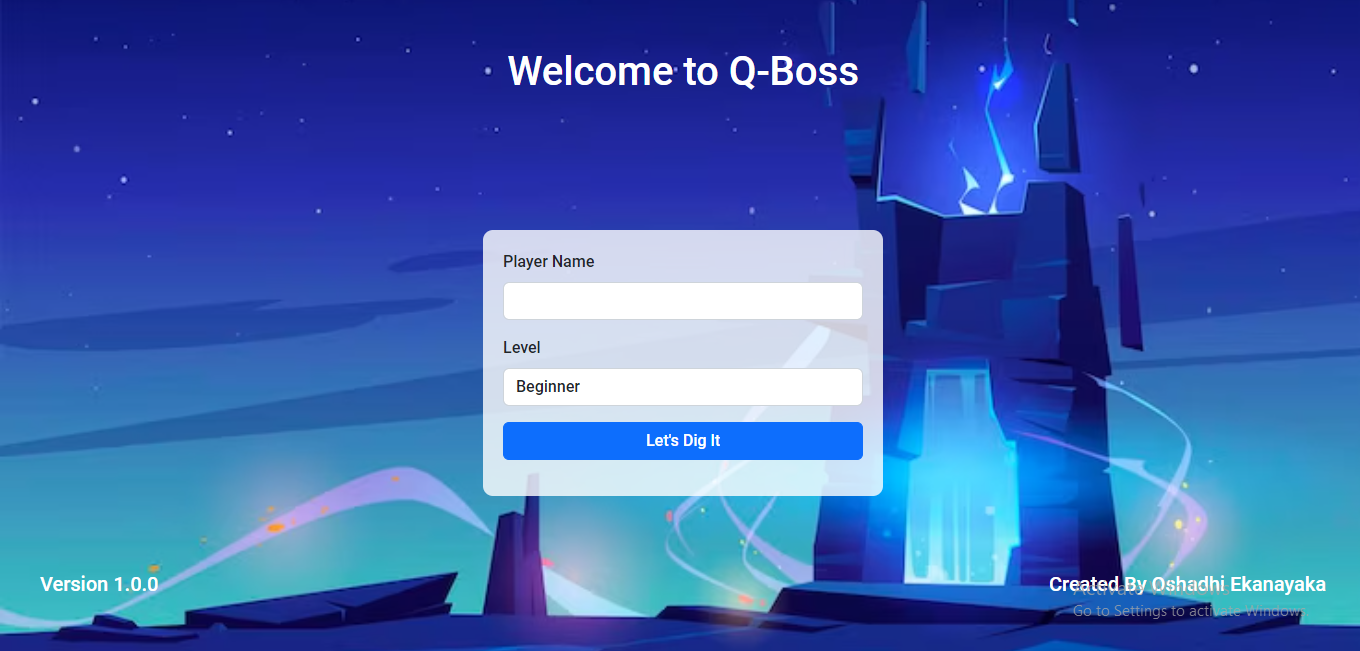 Welcome to Q-Boss
Player Name
Level
Beginner
Let's Dig It
Version 1.0.0
Created By Oshadhi Ekanayaka
Activate Windows
Go to Settings to activate Windows.